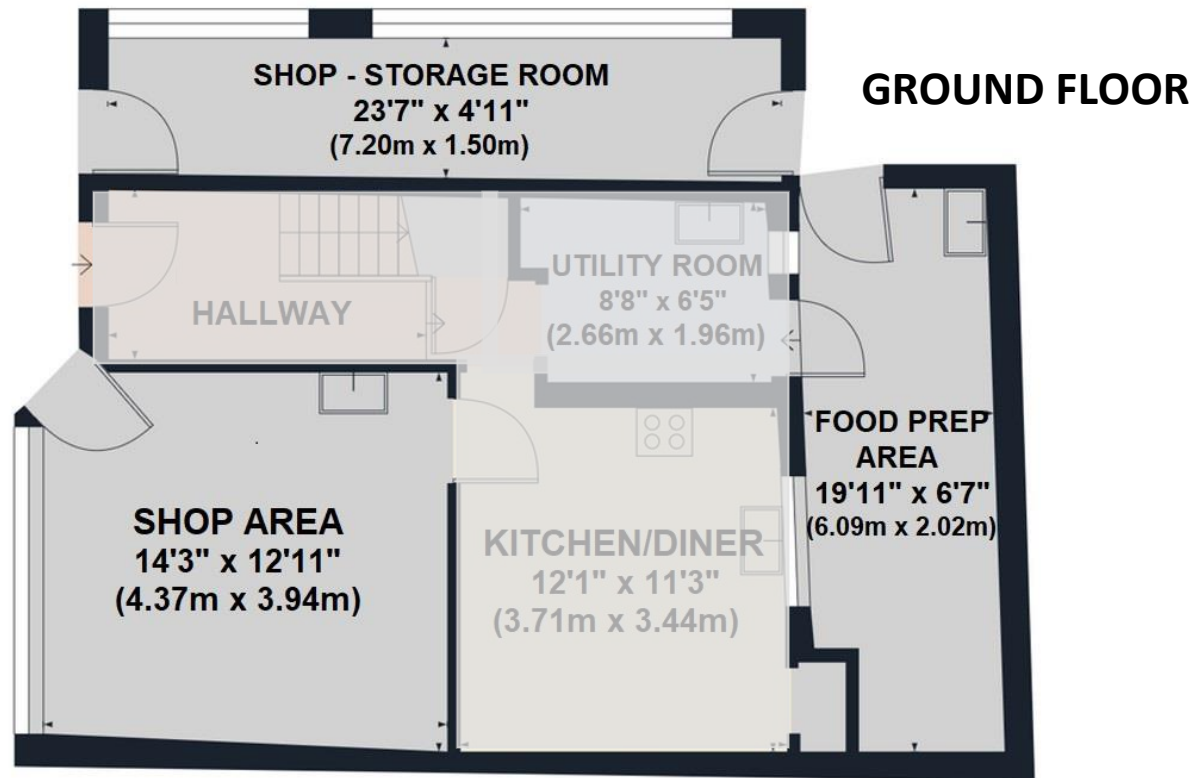 GROUND FLOOR
SHOP - STORAGE ROOM
23'7" x 4'11"
(7.20m x 1.50m)
HALLWAY
UTILITY ROOM
8'8" x 6'5"
(2.66m x 1.96m)
FOOD PREP
AREA
19'11" x 6'7"
(6.09m x 2.02m)
SHOP AREA
14'3" x 12'11"
(4.37m x 3.94m)
KITCHEN/DINER
12'1" x 11'3"
(3.71m x 3.44m)